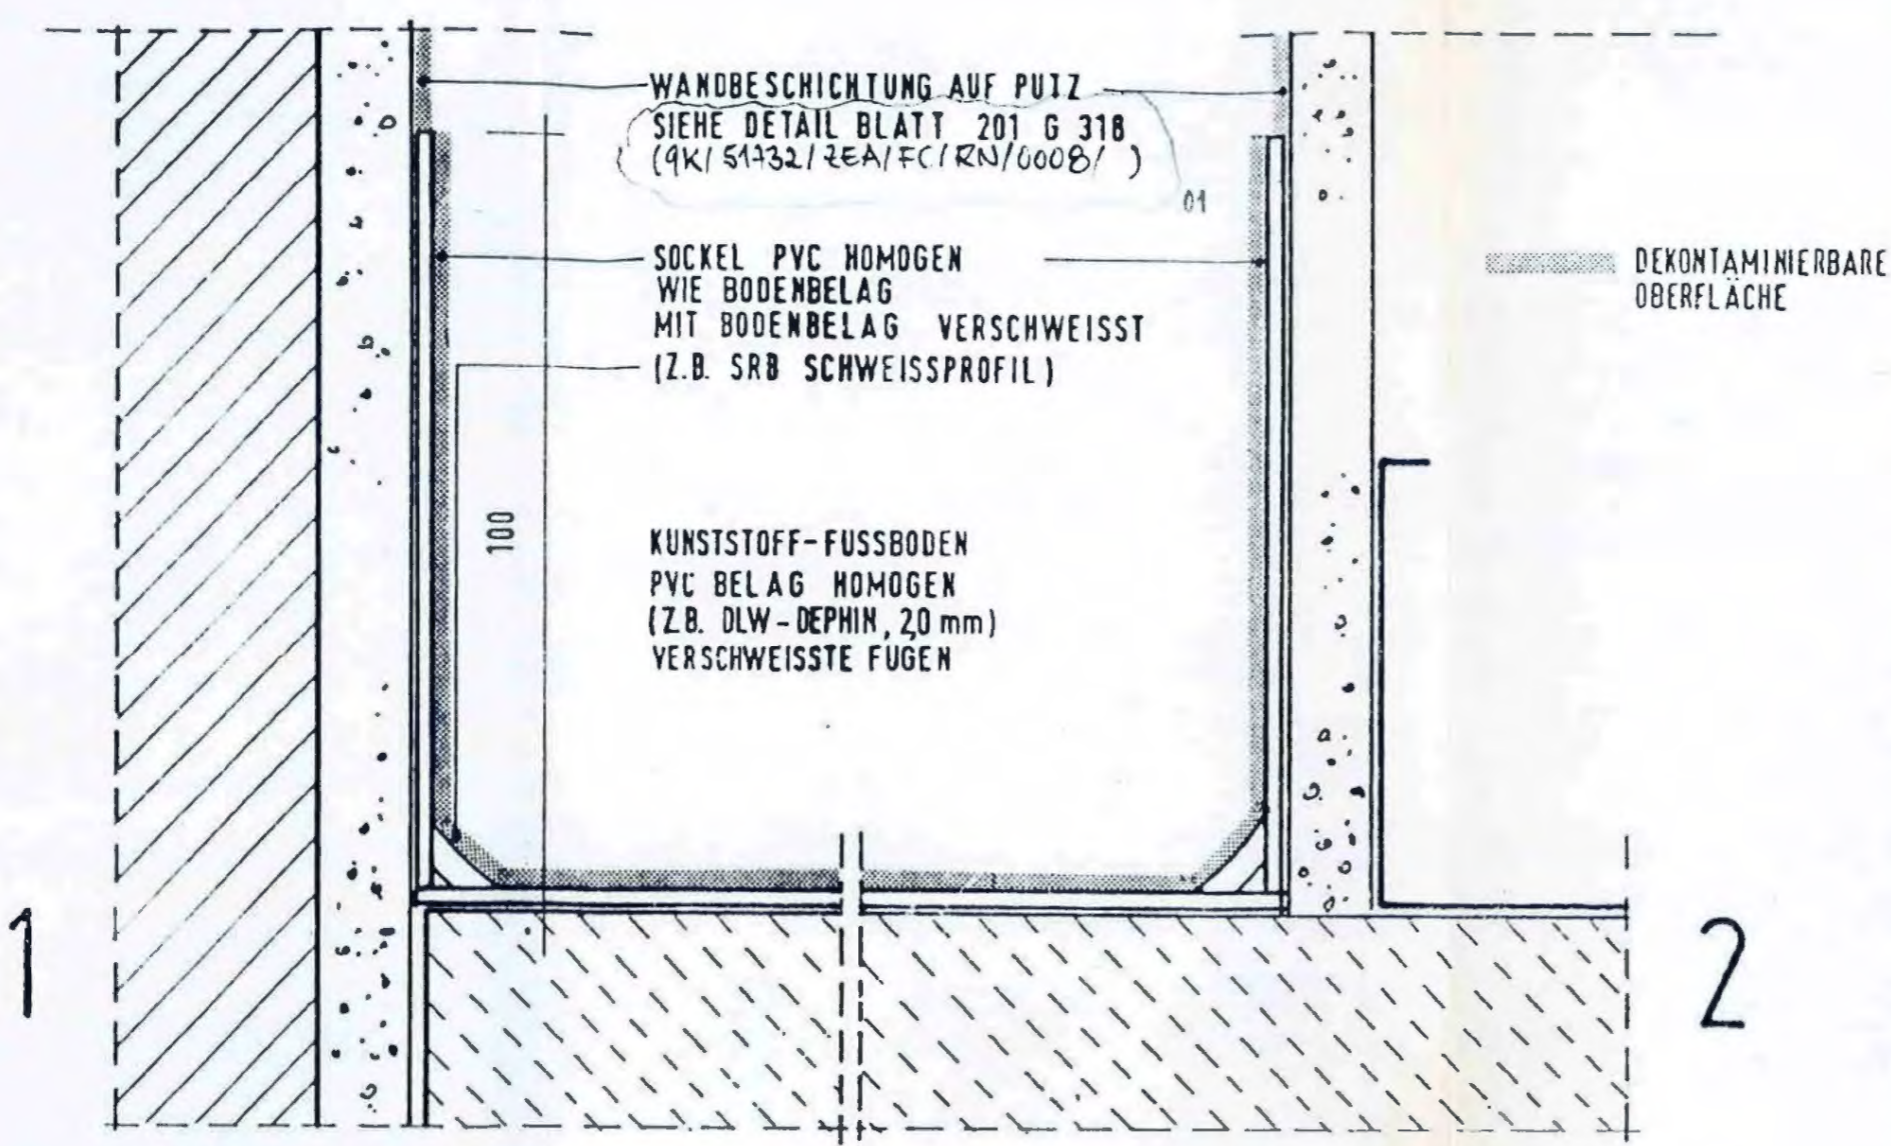 WANDBESCHICHTUNG AUF PUTZ
SIEHE DETAIL BLATT 201 G 318
(9K/51732/ZEA/FC/RN/0008/ )
01
SOCKEL PVC HOMOGEN
WIE BODENBELAG
MIT BODENBELAG VERSCHWEISST
(Z.B. SRB SCHWEISSPROFIL)
DEKONTAMINIERBARE
OBERFLÄCHE
100
KUNSTSTOFF-FUSSBODEN
PVC BELAG HOMOGEN
(Z.B. DLW-DEPHIN, 2,0 mm)
VERSCHWEISSTE FUGEN
1
2